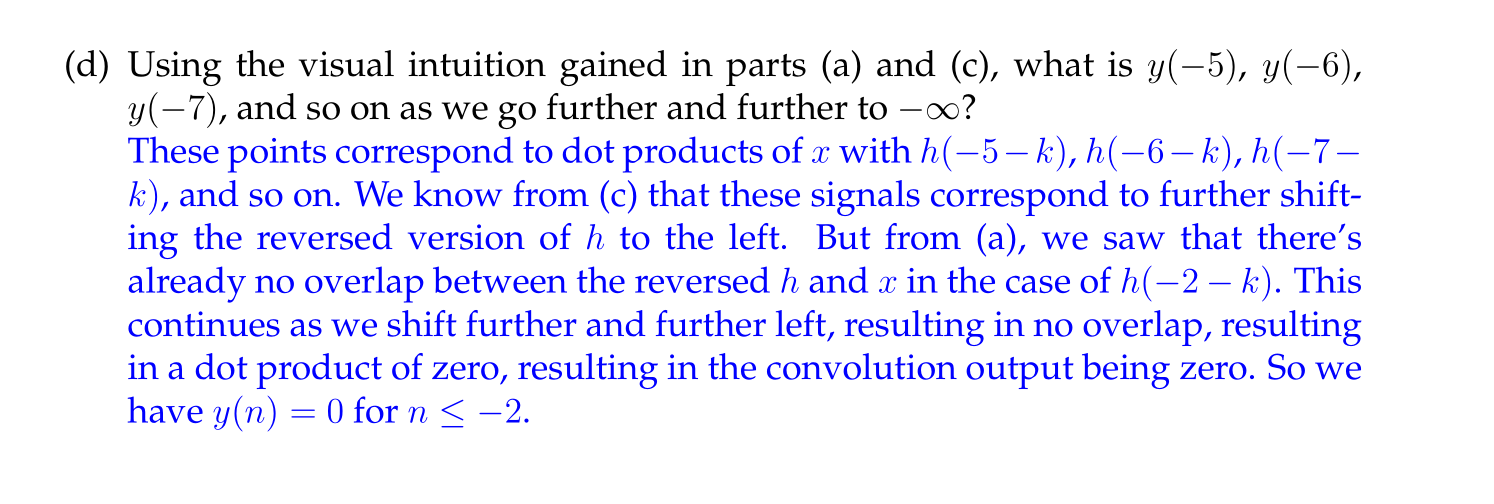 (d) Using the visual intuition gained in parts (a) and (c), what is y(−5), y(−6),
y(−7), and so on as we go further and further to −∞?
These points correspond to dot products of x with h(−5−k), h(−6−k), h(−7−
k), and so on. We know from (c) that these signals correspond to further shift-
ing the reversed version of h to the left. But from (a), we saw that there's
already no overlap between the reversed h and x in the case of h(−2 − k). This
continues as we shift further and further left, resulting in no overlap, resulting
in a dot product of zero, resulting in the convolution output being zero. So we
have y(n) = 0 for n ≤ −2.